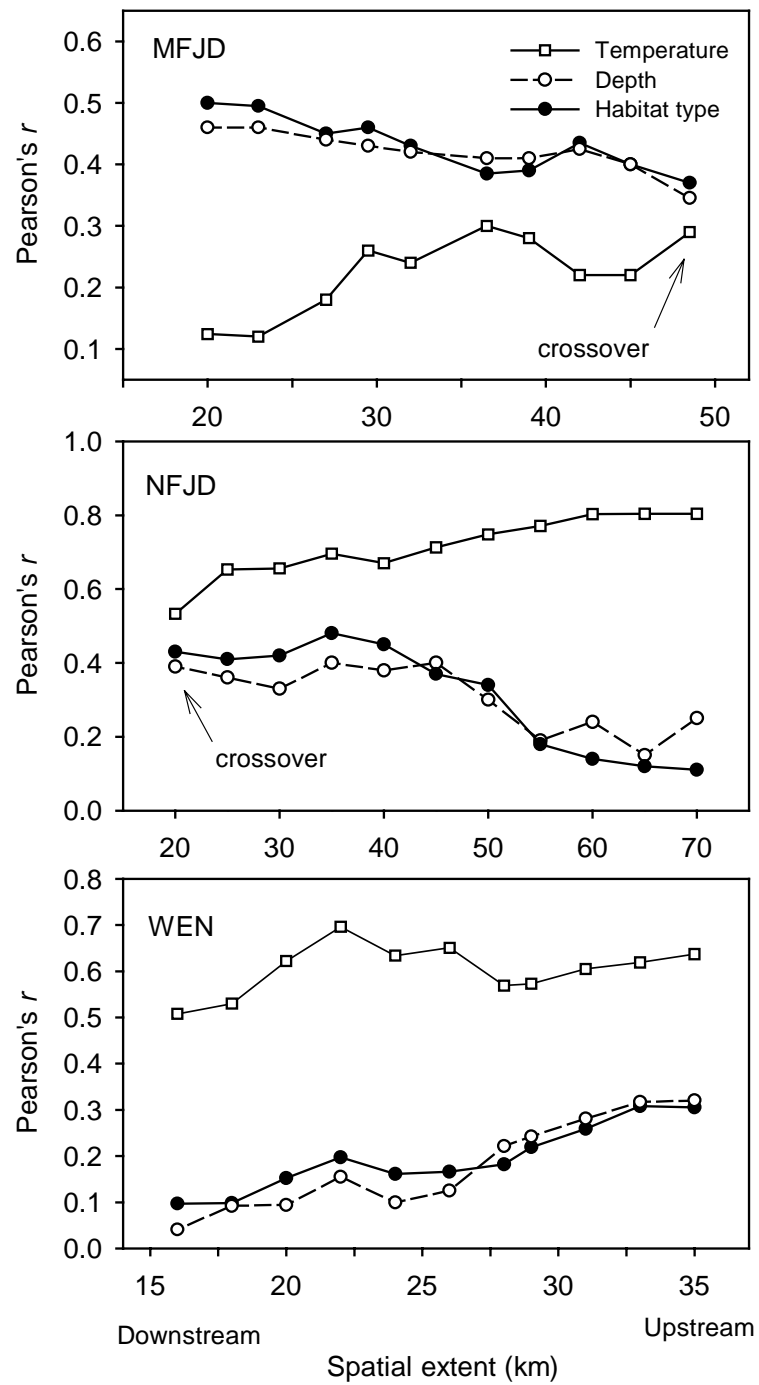 MFJD
Temperature
Depth
Habitat type
Pearson's r
0.6
0.5
0.4
0.3
0.2
0.1
crossover
20 30 40 50
NFJD
Pearson's r
1.0
0.8
0.6
0.4
0.2
0.0
crossover
20 30 40 50 60 70
WEN
Pearson's r
0.8
0.7
0.6
0.5
0.4
0.3
0.2
0.1
0.0
15 20 25 30 35
Downstream Upstream
Spatial extent (km)